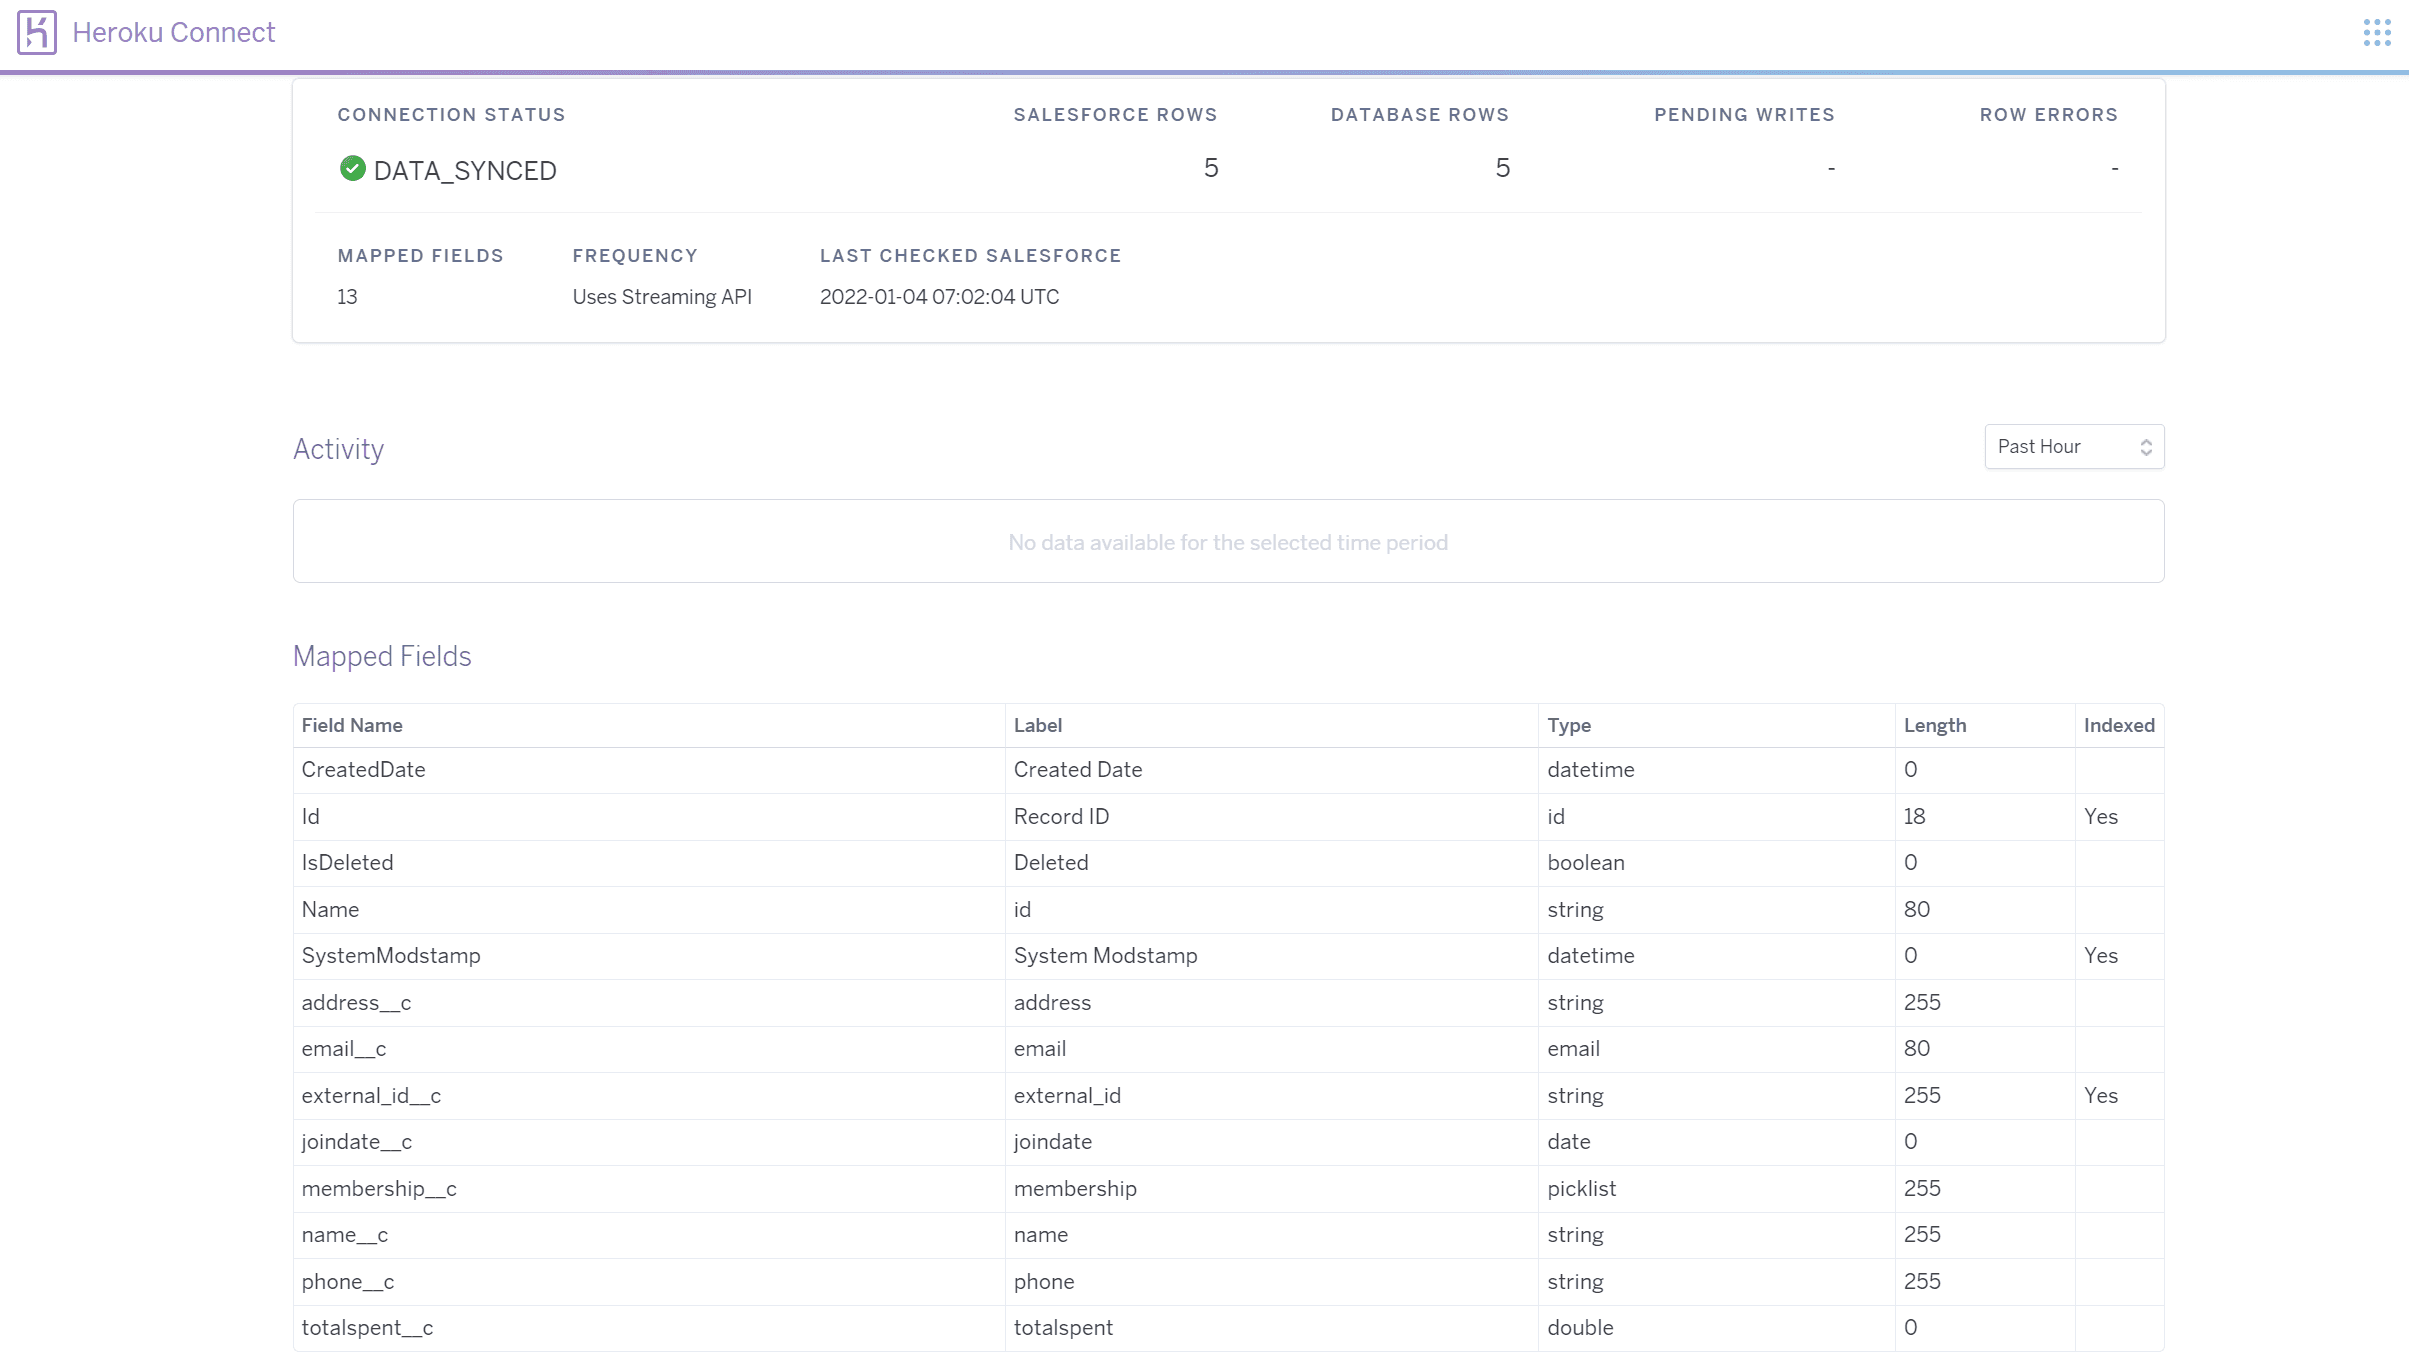 Heroku Connect
CONNECTION STATUS SALESFORCE ROWS DATABASE ROWS PENDING WRITES ROW ERRORS
DATA_SYNCED 5 5 - -
MAPPED FIELDS FREQUENCY LAST CHECKED SALESFORCE
13 Uses Streaming API 2022-01-04 07:02:04 UTC
Activity Past Hour
No data available for the selected time period
Mapped Fields
Field Name Label Type Length Indexed
CreatedDate Created Date datetime 0
Id Record ID id 18 Yes
IsDeleted Deleted boolean 0
Name id string 80
SystemModstamp System Modstamp datetime 0 Yes
address__c address string 255
email__c email email 80
external_id__c external_id string 255 Yes
joindate__c joindate date 0
membership__c membership picklist 255
name__c name string 255
phone__c phone string 255
totalspent__c totalspent double 0